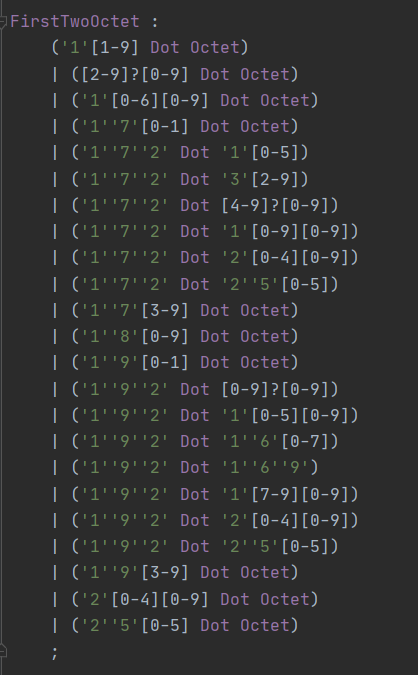 FirstTwoOctet :
('1'[1-9] Dot Octet)
| ([2-9]?[0-9] Dot Octet)
| ('1'[0-6][0-9] Dot Octet)
| ('1''7'[0-1] Dot Octet)
| ('1''7''2' Dot '1'[0-5])
| ('1''7''2' Dot '3'[2-9])
| ('1''7''2' Dot [4-9]?[0-9])
| ('1''7''2' Dot '1'[0-9][0-9])
| ('1''7''2' Dot '2'[0-4][0-9])
| ('1''7''2' Dot '2''5'[0-5])
| ('1''7'[3-9] Dot Octet)
| ('1''8'[0-9] Dot Octet)
| ('1''9'[0-1] Dot Octet)
| ('1''9''2' Dot [0-9]?[0-9])
| ('1''9''2' Dot '1'[0-5][0-9])
| ('1''9''2' Dot '1''6'[0-7])
| ('1''9''2' Dot '1''6''9')
| ('1''9''2' Dot '1'[7-9][0-9])
| ('1''9''2' Dot '2'[0-4][0-9])
| ('1''9''2' Dot '2''5'[0-5])
| ('1''9'[3-9] Dot Octet)
| ('2'[0-4][0-9] Dot Octet)
| ('2''5'[0-5] Dot Octet)
;